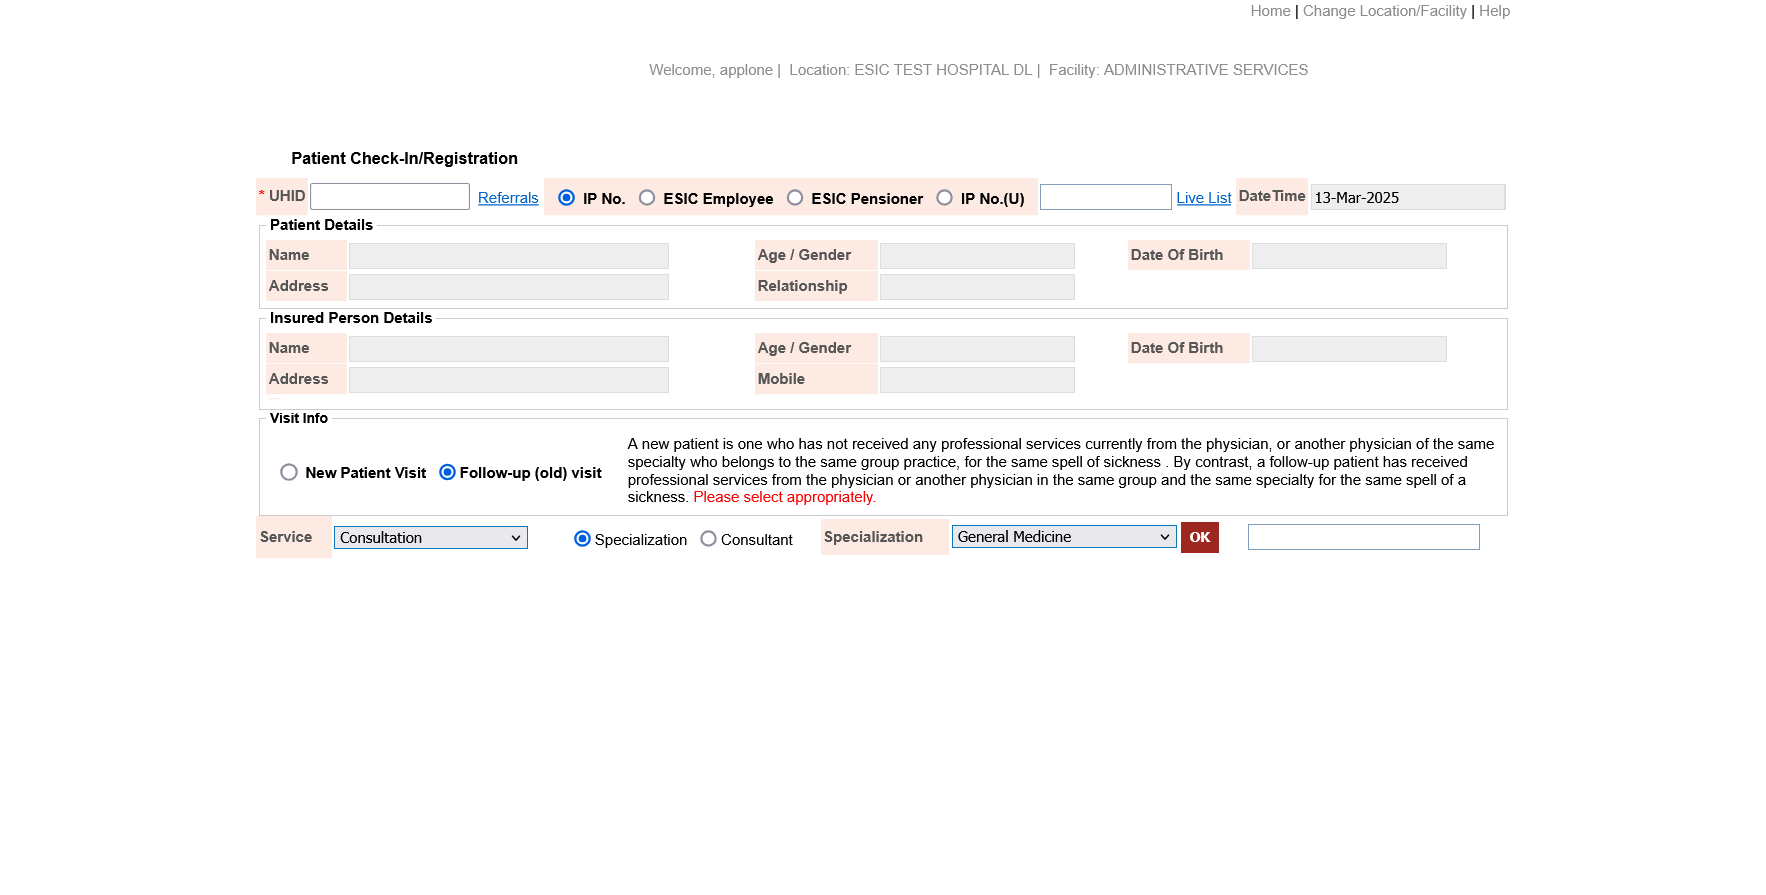 Home | Change Location/Facility | Help
Welcome, applone | Location: ESIC TEST HOSPITAL DL | Facility: ADMINISTRATIVE SERVICES
Patient Check-In/Registration
* UHID Referrals IP No. ESIC Employee ESIC Pensioner IP No.(U) Live List DateTime 13-Mar-2025
Patient Details
Name Age / Gender Date Of Birth
Address Relationship
Insured Person Details
Name Age / Gender Date Of Birth
Address Mobile
Visit Info
New Patient Visit Follow-up (old) visit
A new patient is one who has not received any professional services currently from the physician, or another physician of the same
specialty who belongs to the same group practice, for the same spell of sickness . By contrast, a follow-up patient has received
professional services from the physician or another physician in the same group and the same specialty for the same spell of a
sickness. Please select appropriately.
Service Consultation Specialization Consultant Specialization General Medicine OK